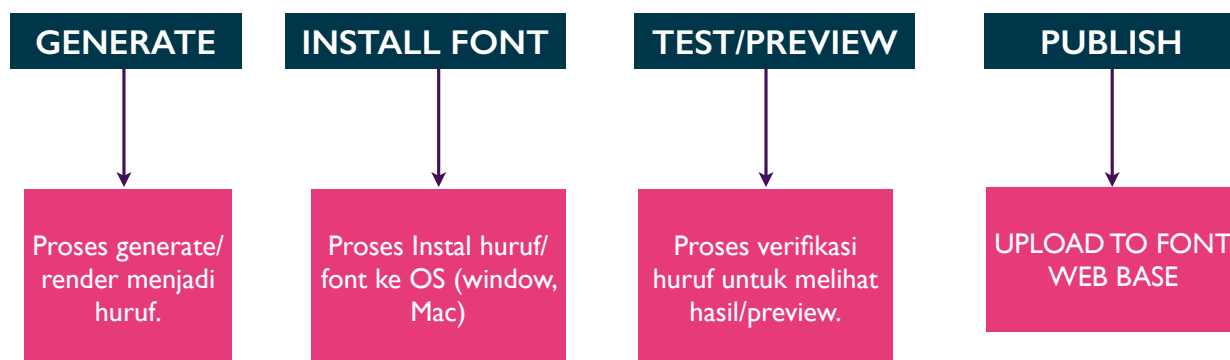 GENERATE
Proses generate/
render menjadi
huruf.
INSTALL FONT
Proses Instal huruf/
font ke OS (window,
Mac)
TEST/PREVIEW
Proses verifikasi
huruf untuk melihat
hasil/preview.
PUBLISH
UPLOAD TO FONT
WEB BASE